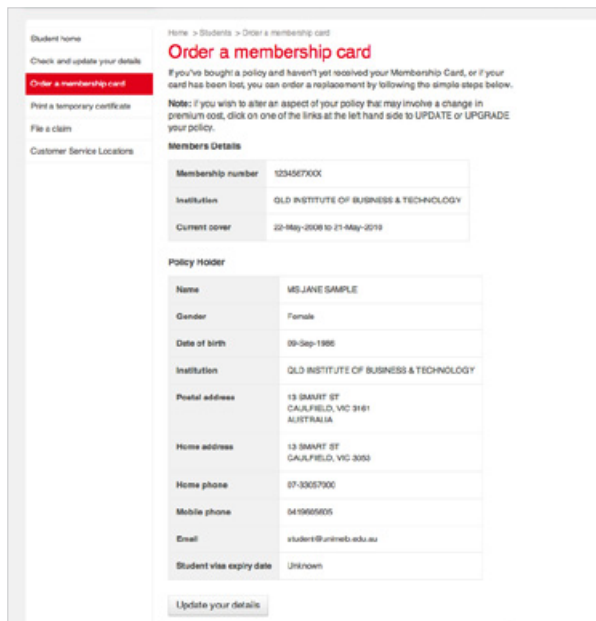 Student home
Check and update your details
Order a membership card
Print a temporary certificate
File a claim
Customer Service Locations
Home > Students > Order a membership card
Order a membership card
If you've bought a policy and haven't yet received your Membership Card, or if your
card has been lost, you can order a replacement by following the simple steps below.
Note: if you wish to alter an aspect of your policy that may involve a change in
premium cost, click on one of the links at the left hand side to UPDATE or UPGRADE
your policy.
Members Details
Membership number 1234567XXX
Institution QLD INSTITUTE OF BUSINESS & TECHNOLOGY
Current cover 22-May-2008 to 21-May-2010
Policy Holder
Name MS JANE SAMPLE
Gender Female
Date of birth 09-Sep-1986
Institution QLD INSTITUTE OF BUSINESS & TECHNOLOGY
Postal address 13 SMART ST
CAULFIELD, VIC 3161
AUSTRALIA
Home address 13 SMART ST
CAULFIELD, VIC 3053
Home phone 07-33057000
Mobile phone 0419685805
Email student@unimeb.edu.au
Student visa expiry date Unknown
Update your details